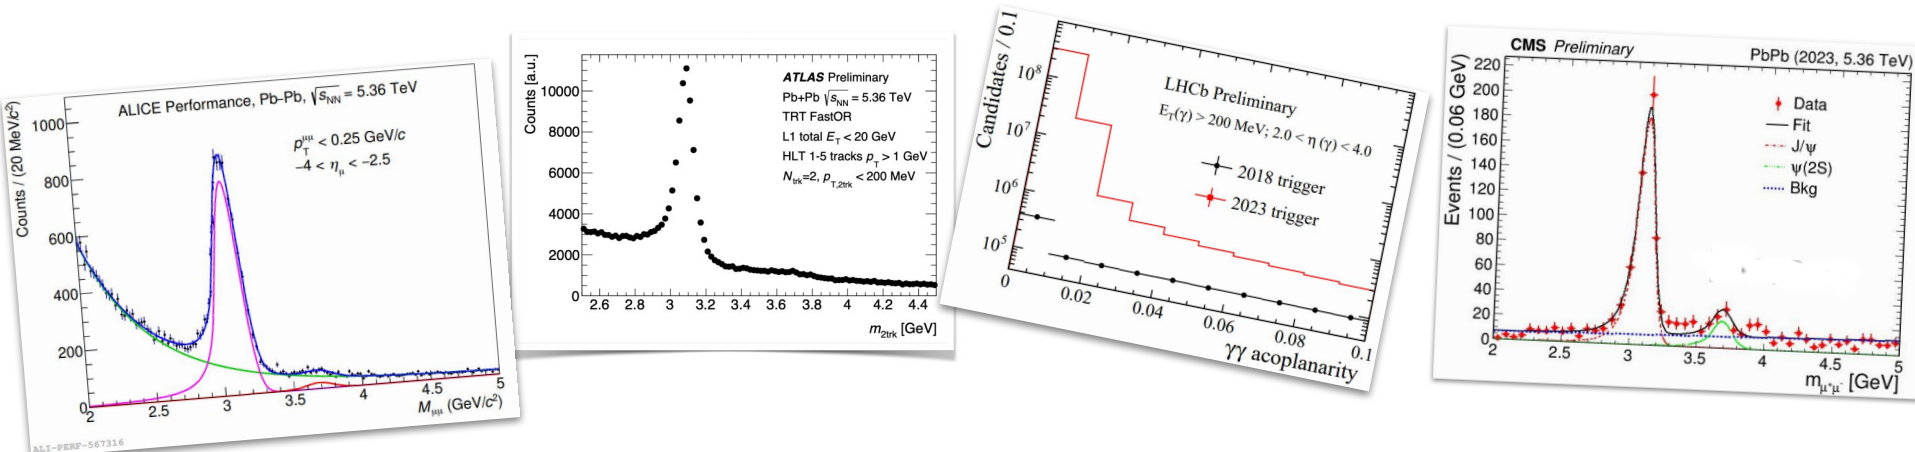 ALICE Performance, Pb-Pb, √sNN = 5.36 TeV
pTμμ < 0.25 GeV/c
−4 < ημ < −2.5
Counts / (20 MeV/c²)
1000
800
600
400
200
0
2 2.5 3 3.5 4 4.5 5
Mμμ (GeV/c²)
ALI-PERF-567316
Counts [a.u.]
ATLAS Preliminary
Pb+Pb √sNN = 5.36 TeV
TRT FastOR
L1 total ET < 20 GeV
HLT 1-5 tracks pT > 1 GeV
Ntrk=2, pT,2trk < 200 MeV
10000
8000
6000
4000
2000
0
2.6 2.8 3 3.2 3.4 3.6 3.8 4 4.2 4.4
m2trk [GeV]
Candidates / 0.1
LHCb Preliminary
ET(γ) > 200 MeV; 2.0 < η (γ) < 4.0
2018 trigger
2023 trigger
10⁸
10⁷
10⁶
10⁵
0 0.02 0.04 0.06 0.08 0.1
γγ acoplanarity
CMS Preliminary
PbPb (2023, 5.36 TeV)
Events / (0.06 GeV)
Data
Fit
J/ψ
ψ(2S)
Bkg
220
200
180
160
140
120
100
80
60
40
20
0
2 2.5 3 3.5 4 4.5 5
mμ⁺μ⁻ [GeV]